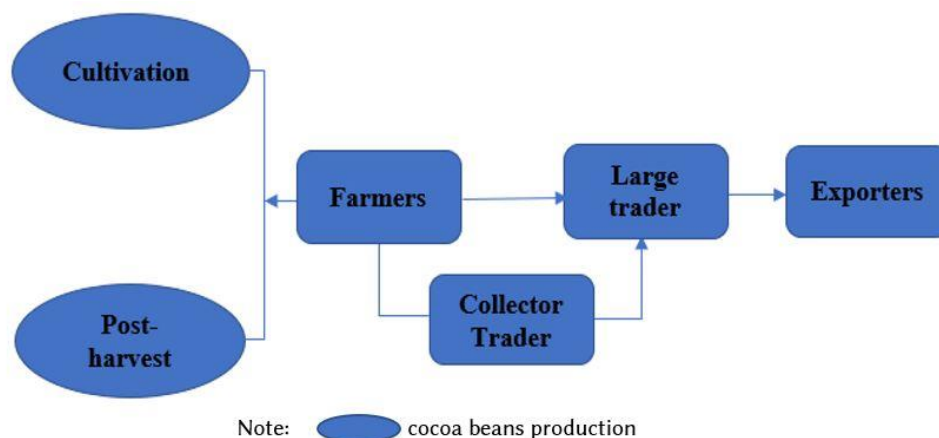 Cultivation
Farmers
Large
trader
Exporters
Collector
Trader
Post-
harvest
Note: cocoa beans production